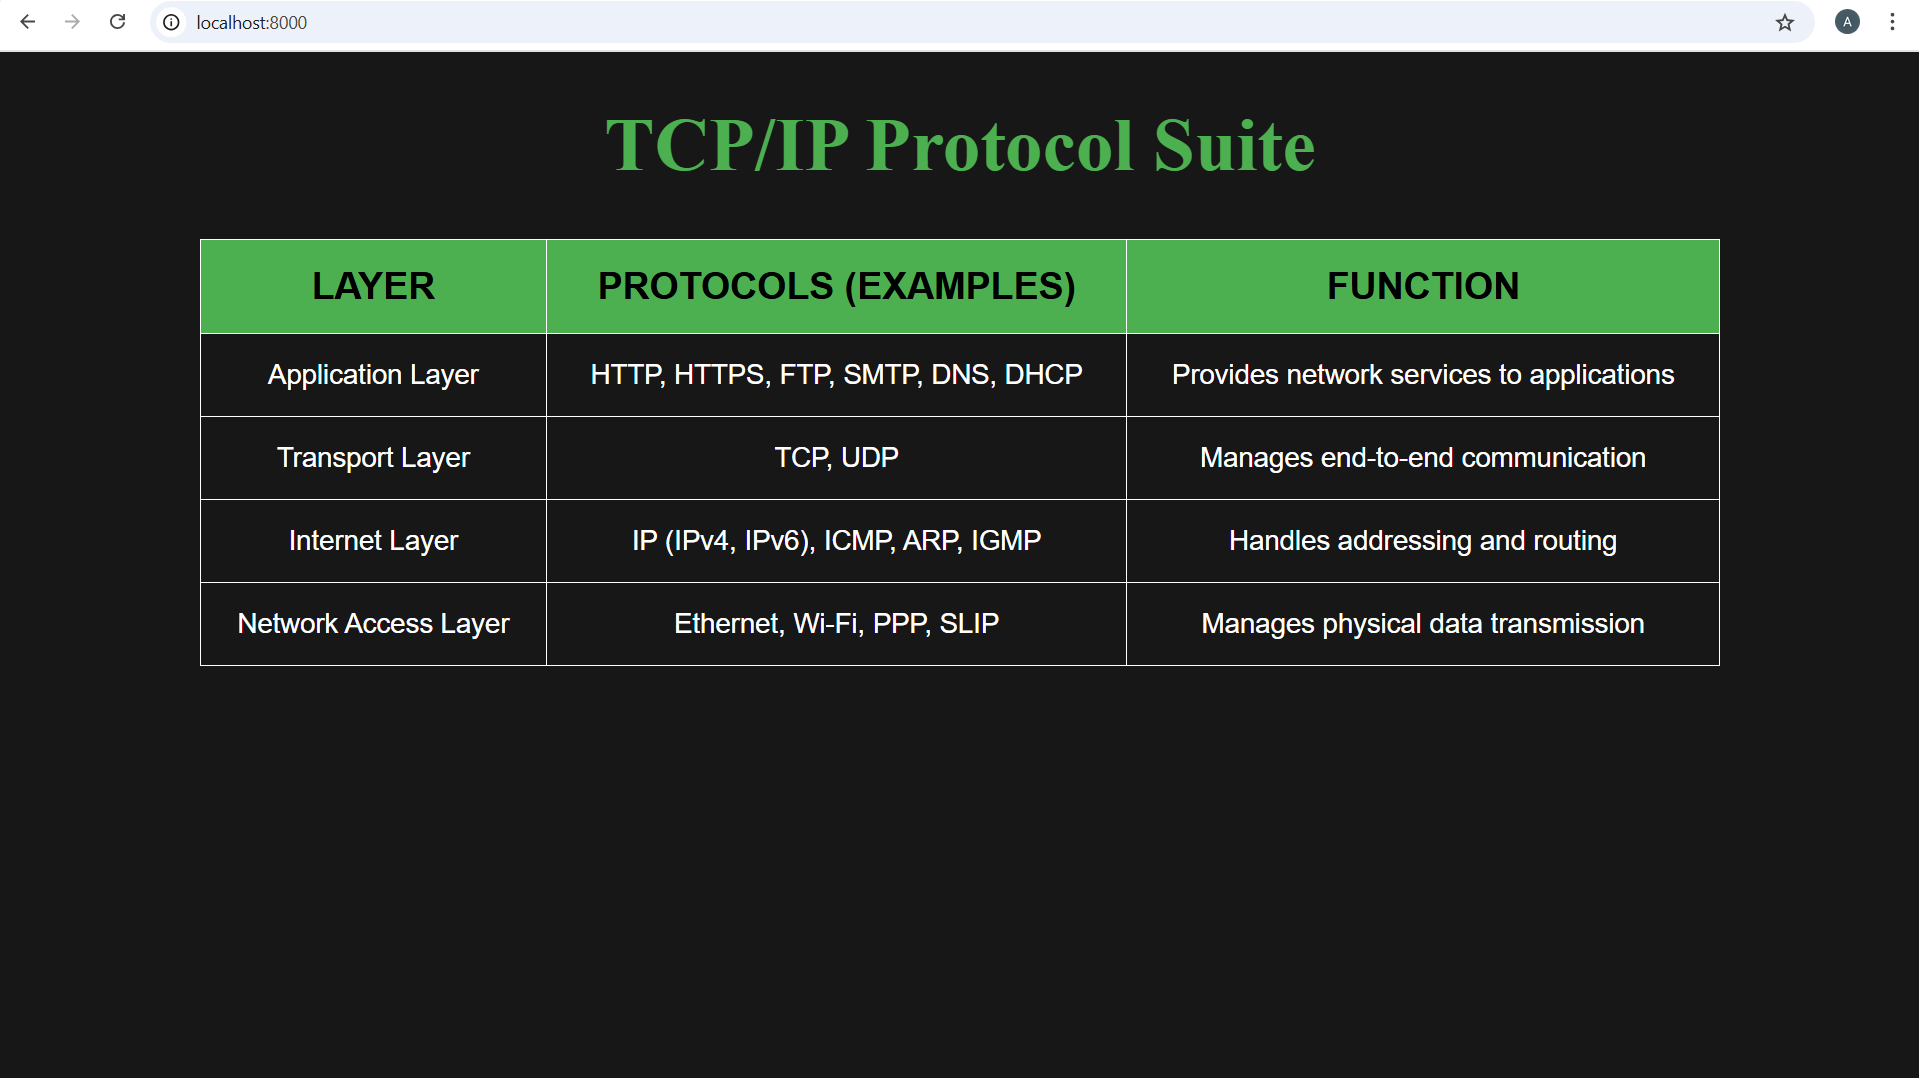 localhost:8000
A
TCP/IP Protocol Suite
LAYER PROTOCOLS (EXAMPLES) FUNCTION
Application Layer HTTP, HTTPS, FTP, SMTP, DNS, DHCP Provides network services to applications
Transport Layer TCP, UDP Manages end-to-end communication
Internet Layer IP (IPv4, IPv6), ICMP, ARP, IGMP Handles addressing and routing
Network Access Layer Ethernet, Wi-Fi, PPP, SLIP Manages physical data transmission